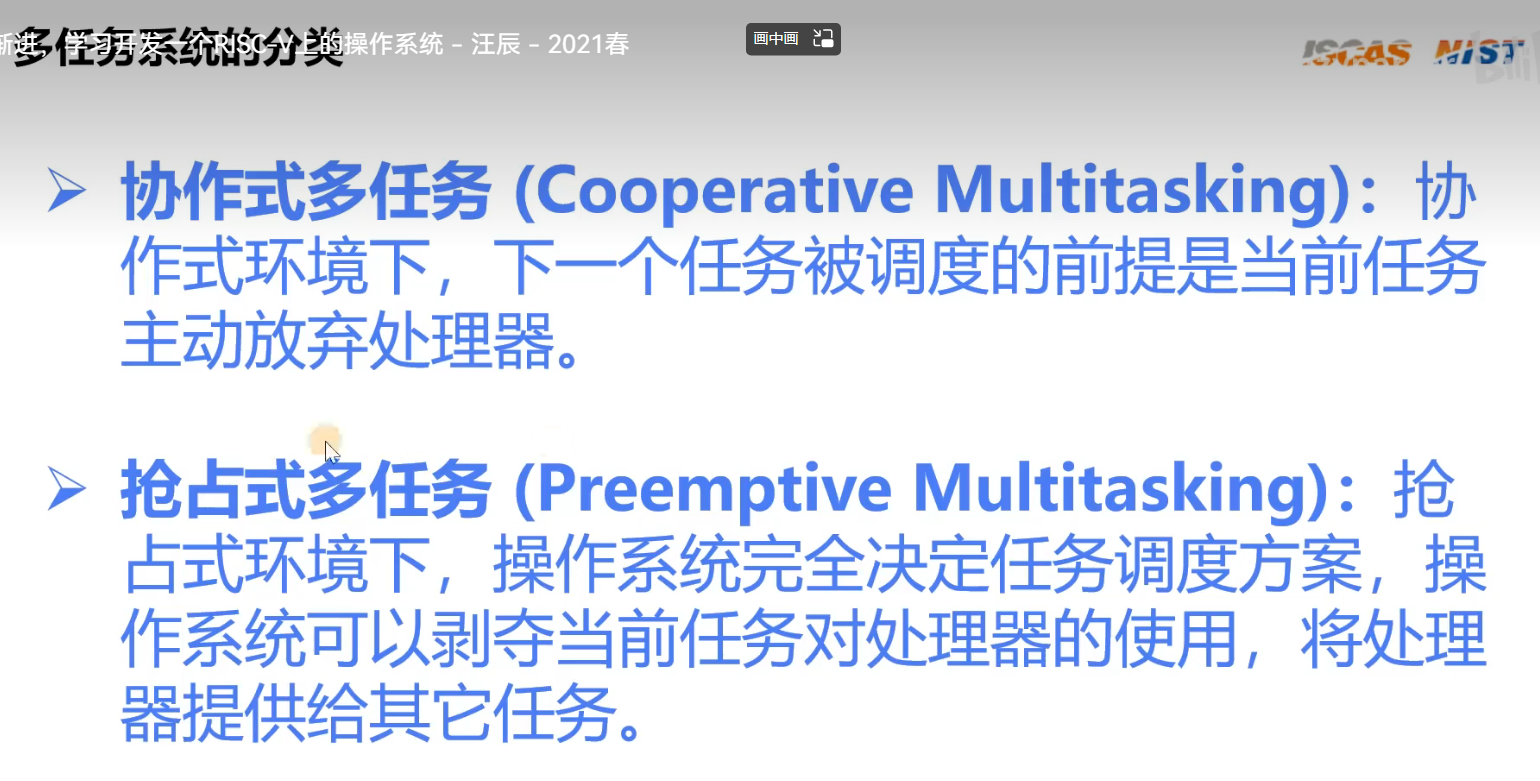 渐进，学习开发一个RISC-V上的操作系统 - 汪辰 - 2021春
多任务系统的分类
画中画
ISCAS MIST
协作式多任务 (Cooperative Multitasking)：协
作式环境下，下一个任务被调度的前提是当前任务
主动放弃处理器。
抢占式多任务 (Preemptive Multitasking)：抢
占式环境下，操作系统完全决定任务调度方案，操
作系统可以剥夺当前任务对处理器的使用，将处理
器提供给其它任务。